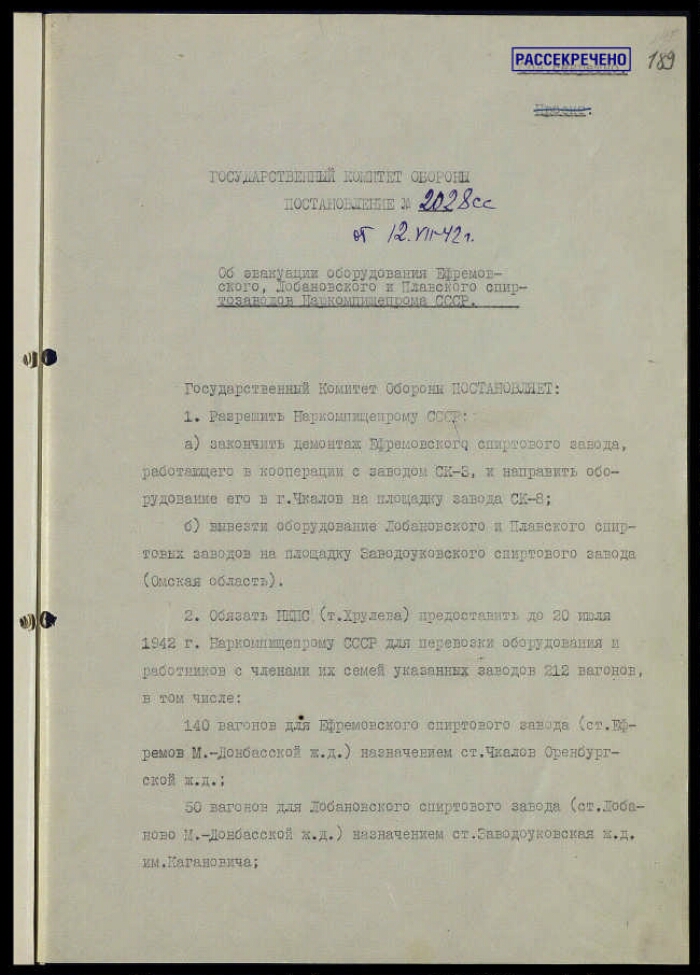 РАССЕКРЕЧЕНО
189
Проект.
ГОСУДАРСТВЕННЫЙ КОМИТЕТ ОБОРОНЫ
ПОСТАНОВЛЕНИЕ № 2028сс
от 12.VII-42 г.
Об эвакуации оборудования Ефремов-
ского, Лобановского и Плавского спир-
тозаводов Наркомпищепрома СССР.
Государственный Комитет Обороны ПОСТАНОВЛЯЕТ:
1. Разрешить Наркомпищепрому СССР:
а) закончить демонтах Ефремовского спиртового завода,
работающего в кооперации с заводом СК-3, и направить обо-
рудование его в г.Чкалов на площадку завода СК-8;
б) вывезти оборудование Лобановского и Плавского спир-
товых заводов на площадку Заводоуковского спиртового завода
(Омская область).
2. Обязать НКПС (т.Хрулева) предоставить до 20 июля
1942 г. Наркомпищепрому СССР для перевозки оборудования и
работников с членами их семей указанных заводов 212 вагонов,
в том числе:
140 вагонов для Ефремовского спиртового завода (ст.Еф-
ремов М.-Донбасской ж.д.) назначением ст.Чкалов Оренбург-
ской ж.д.;
50 вагонов для Лобановского спиртового завода (ст.Лоба-
ново М.-Донбасской ж.д.) назначением ст.Заводоуковская ж.д.
им.Кагановича;